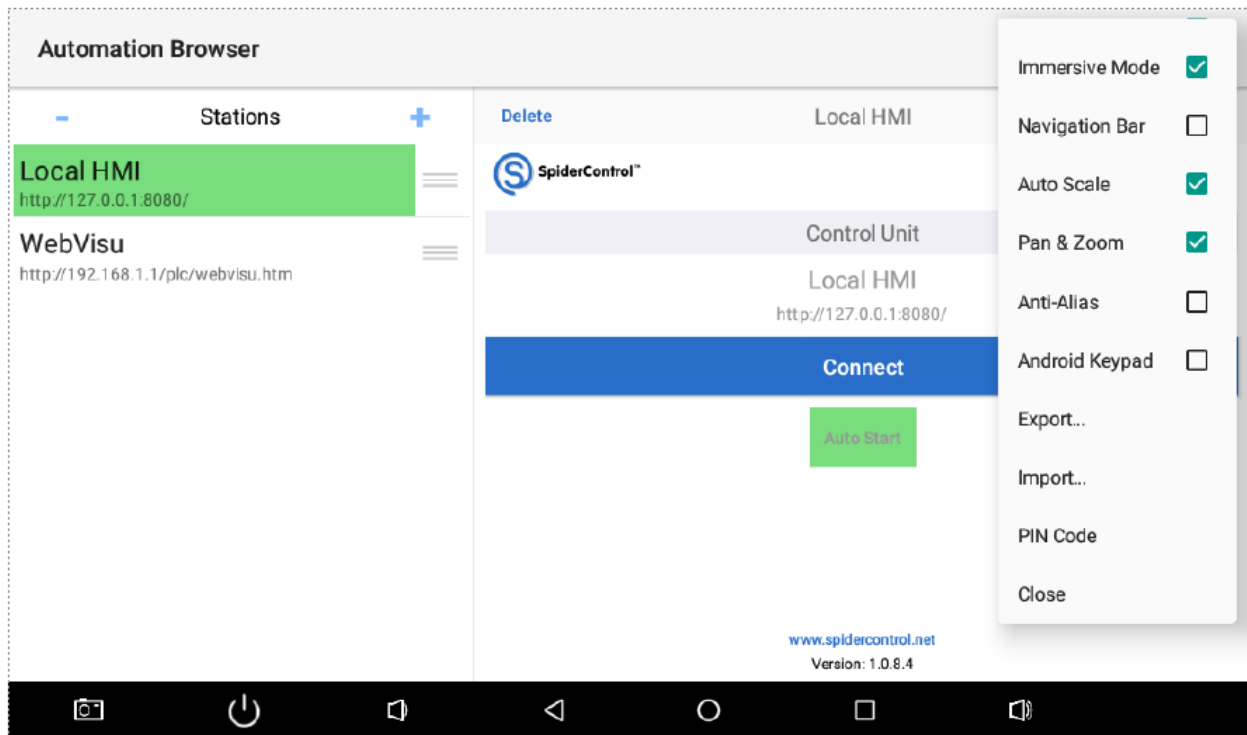 Automation Browser
- Stations +
Local HMI
http://127.0.0.1:8080/
WebVisu
http://192.168.1.1/plc/webvisu.htm
Delete Local HMI
SpiderControl™
Control Unit
Local HMI
http://127.0.0.1:8080/
Connect
Auto Start
www.spidercontrol.net
Version: 1.0.8.4
Immersive Mode
Navigation Bar
Auto Scale
Pan & Zoom
Anti-Alias
Android Keypad
Export...
Import...
PIN Code
Close